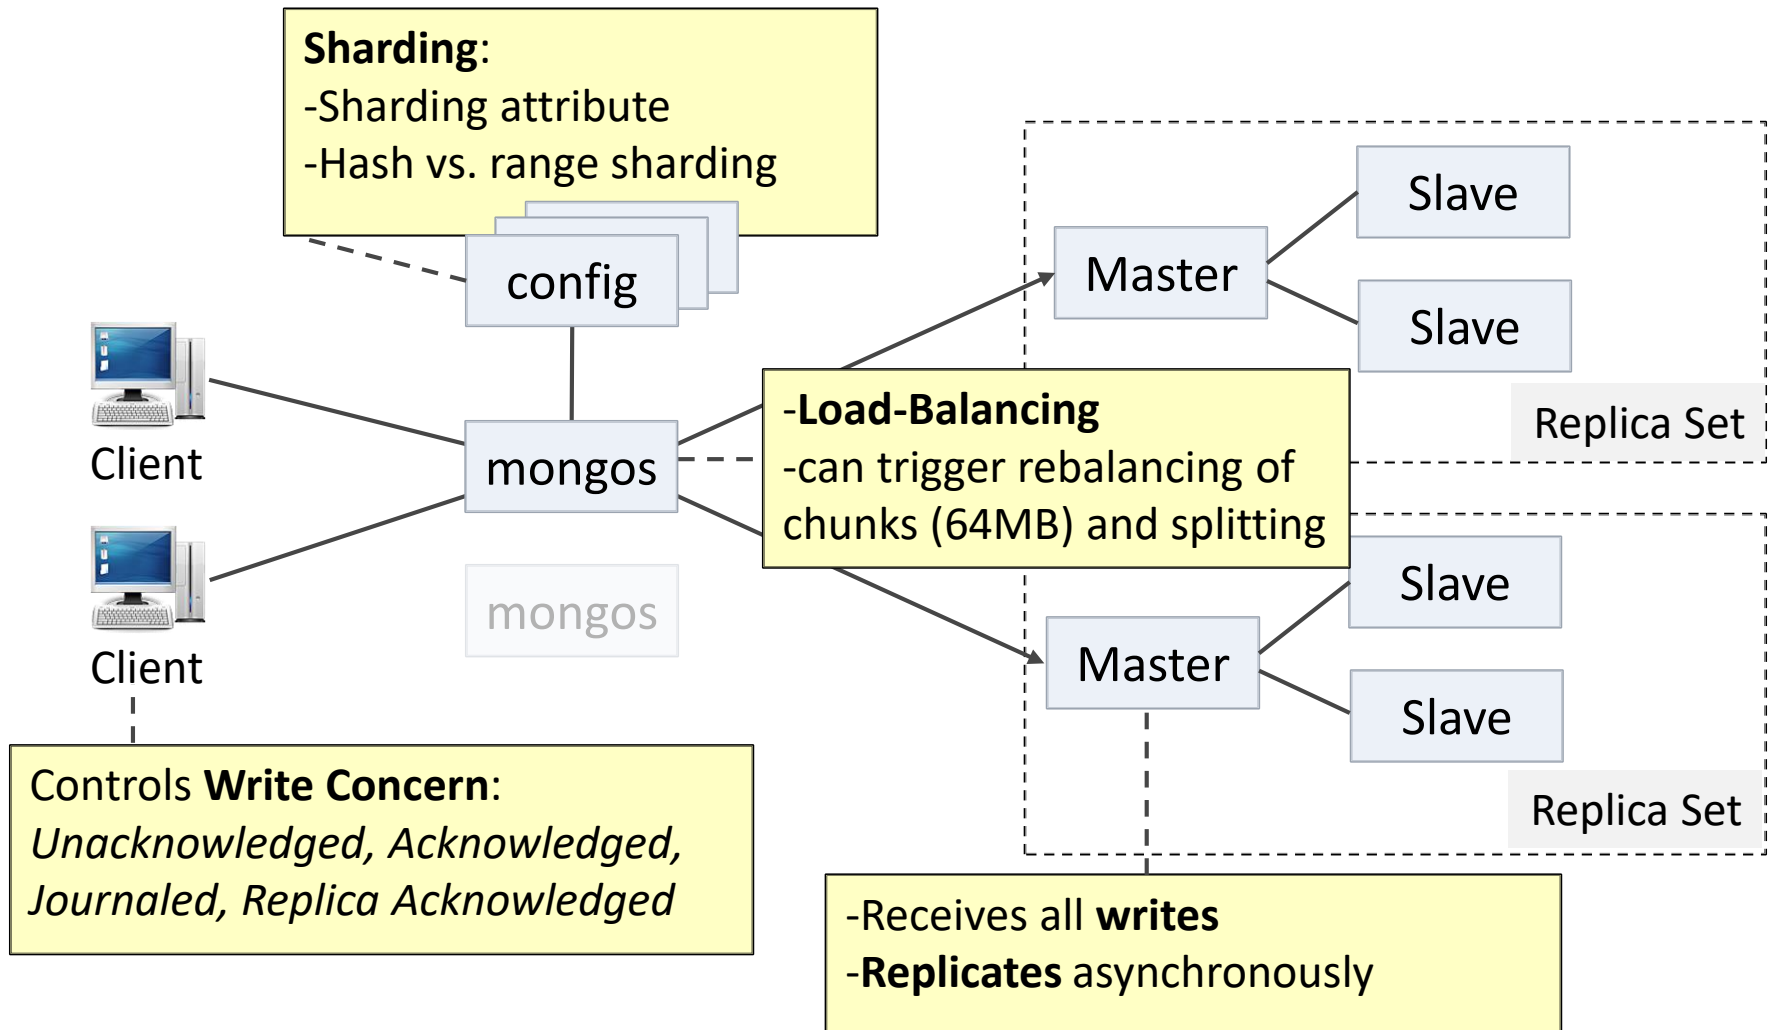 Sharding:
-Sharding attribute
-Hash vs. range sharding
config
Client
Client
mongos
mongos
-Load-Balancing
-can trigger rebalancing of
chunks (64MB) and splitting
Master
Slave
Slave
Replica Set
Master
Slave
Slave
Replica Set
Controls Write Concern:
Unacknowledged, Acknowledged,
Journaled, Replica Acknowledged
-Receives all writes
-Replicates asynchronously